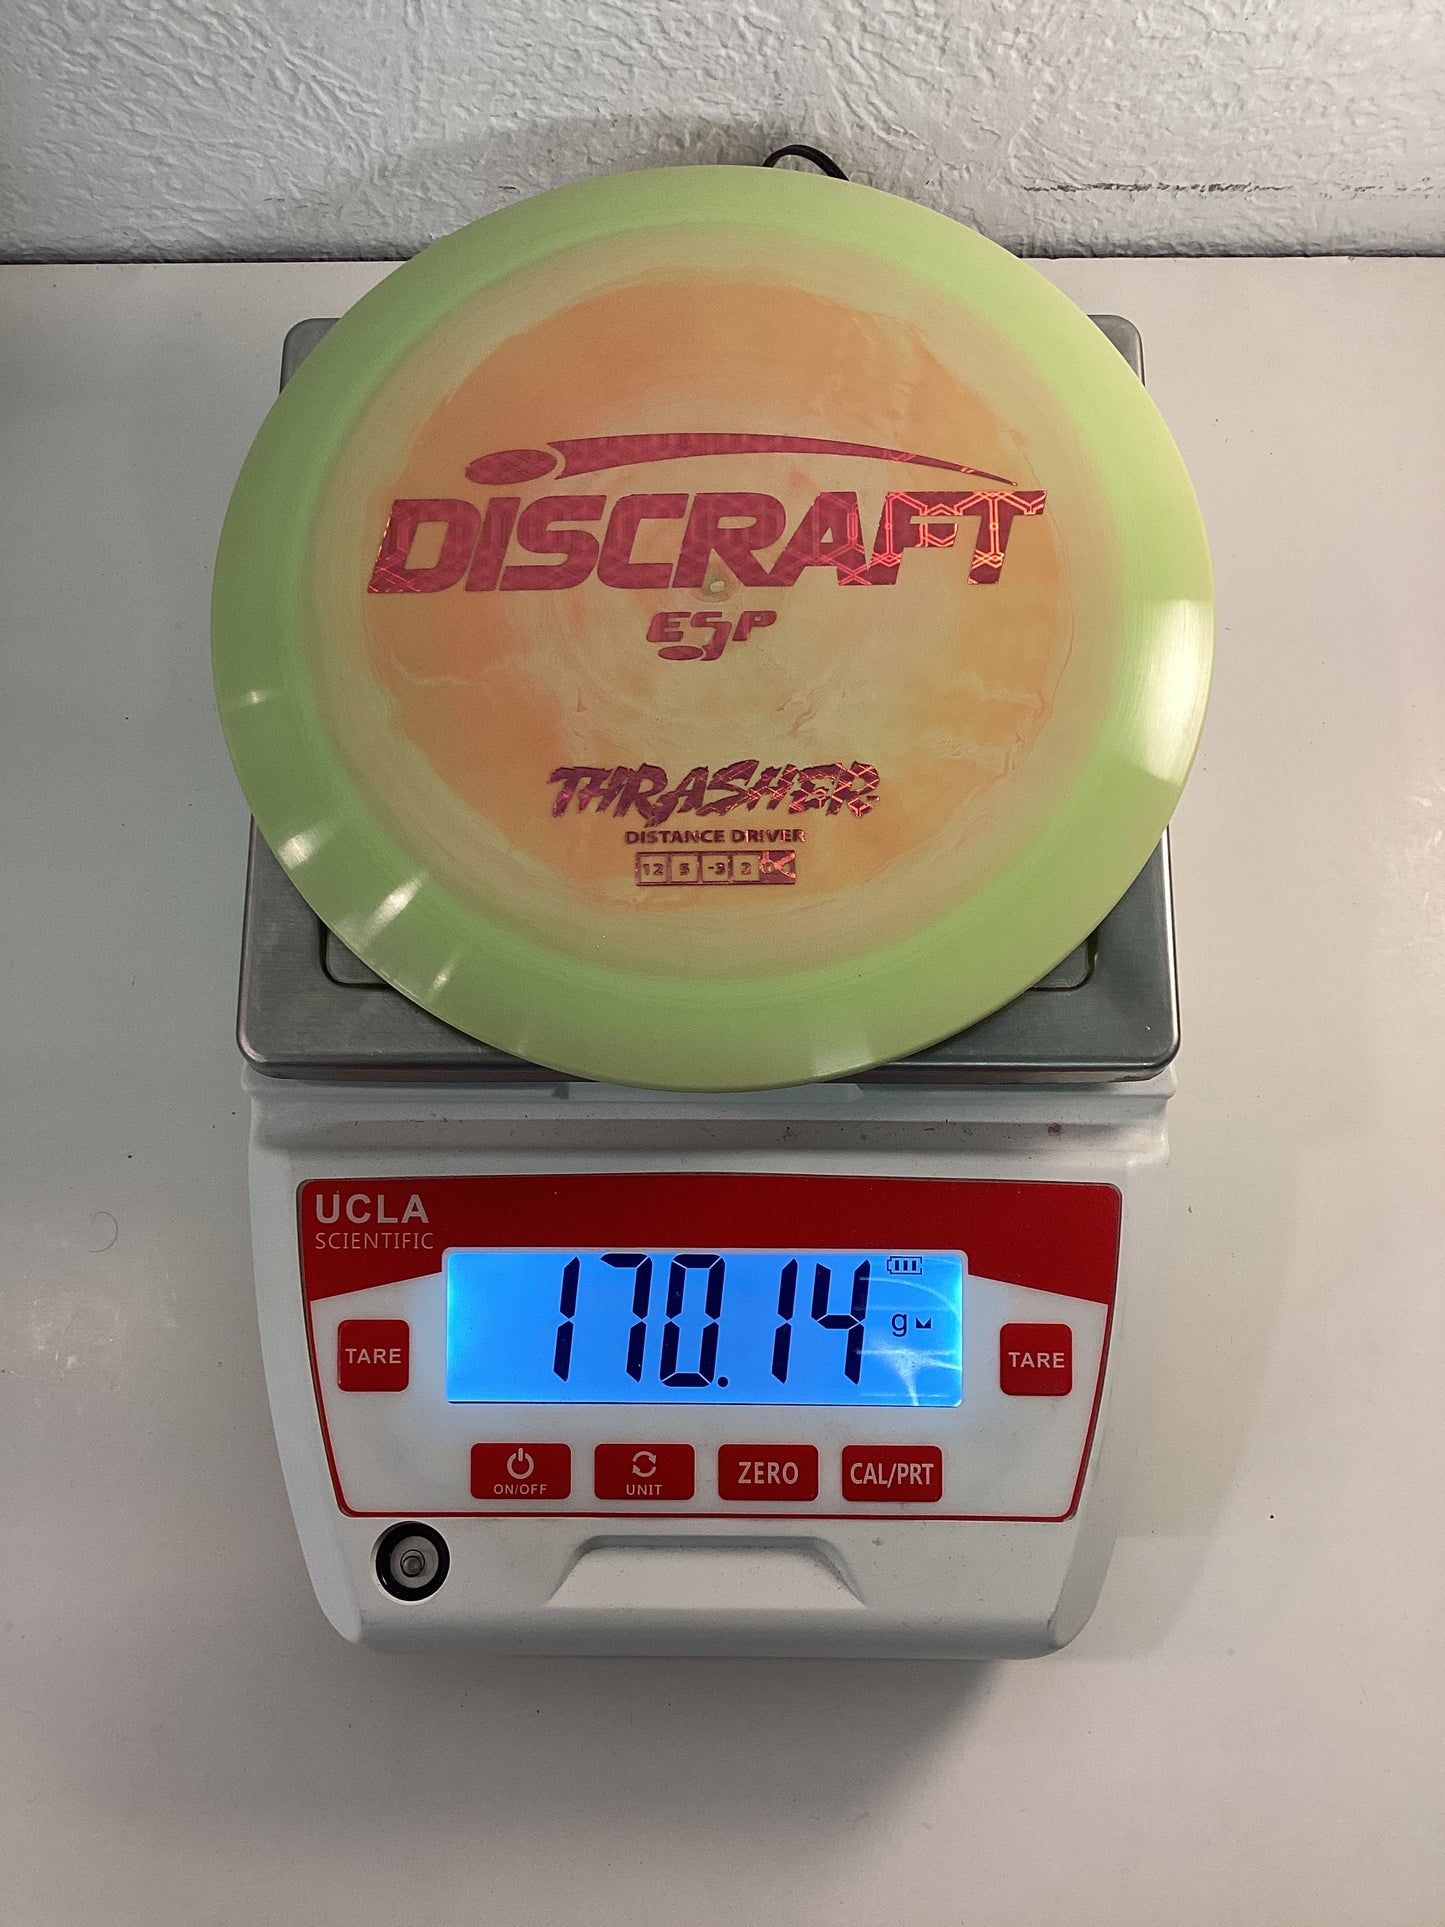 DISCRAFT
ESP
THRASHER
DISTANCE DRIVER
12 5 -3 2
UCLA
SCIENTIFIC
170.14 g
TARE
TARE
ON/OFF
UNIT
ZERO
CAL/PRT